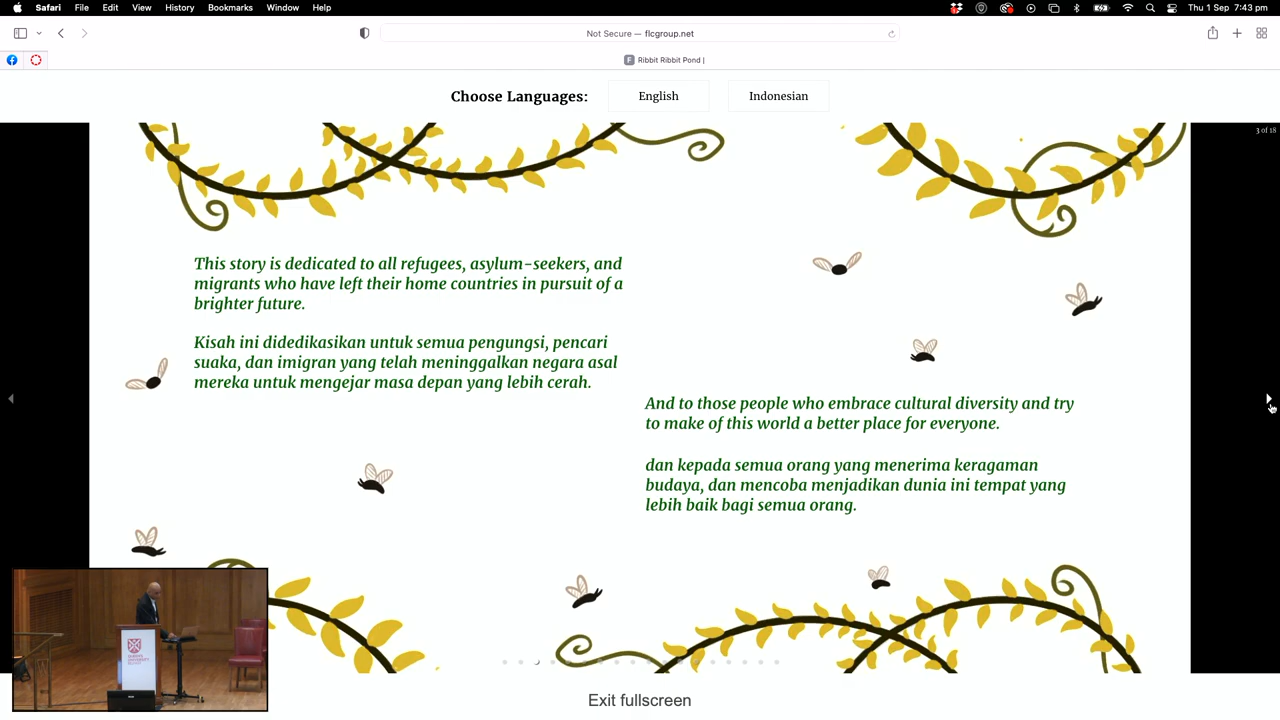 Safari File Edit View History Bookmarks Window Help
Thu 1 Sep 7:43 pm
Not Secure — flcgroup.net
F Ribbit Ribbit Pond |
Choose Languages: English Indonesian
3 of 18
This story is dedicated to all refugees, asylum-seekers, and
migrants who have left their home countries in pursuit of a
brighter future.
Kisah ini didedikasikan untuk semua pengungsi, pencari
suaka, dan imigran yang telah meninggalkan negara asal
mereka untuk mengejar masa depan yang lebih cerah.
And to those people who embrace cultural diversity and try
to make of this world a better place for everyone.
dan kepada semua orang yang menerima keragaman
budaya, dan mencoba menjadikan dunia ini tempat yang
lebih baik bagi semua orang.
Exit fullscreen